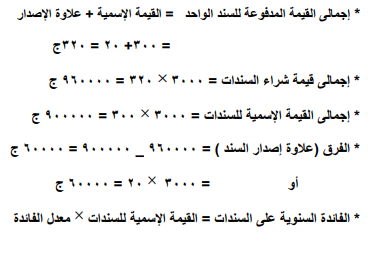 * إجمالى القيمة المدفوعة للسند الواحد = القيمة الإسمية + علاوة الإصدار
= ٣٠٠+ ٢٠ = ٣٢٠ج
* إجمالى قيمة شراء السندات = ٣٠٠٠ × ٣٢٠ = ٩٦٠٠٠٠ ج
* إجمالى القيمة الإسمية للسندات = ٣٠٠٠ × ٣٠٠ = ٩٠٠٠٠٠ ج
* الفرق (علاوة إصدار السند ) = ٩٦٠٠٠٠ _ ٩٠٠٠٠٠ = ٦٠٠٠٠ ج
أو = ٣٠٠٠ × ٢٠ = ٦٠٠٠٠ ج
* الفائدة السنوية على السندات = القيمة الإسمية للسندات × معدل الفائدة